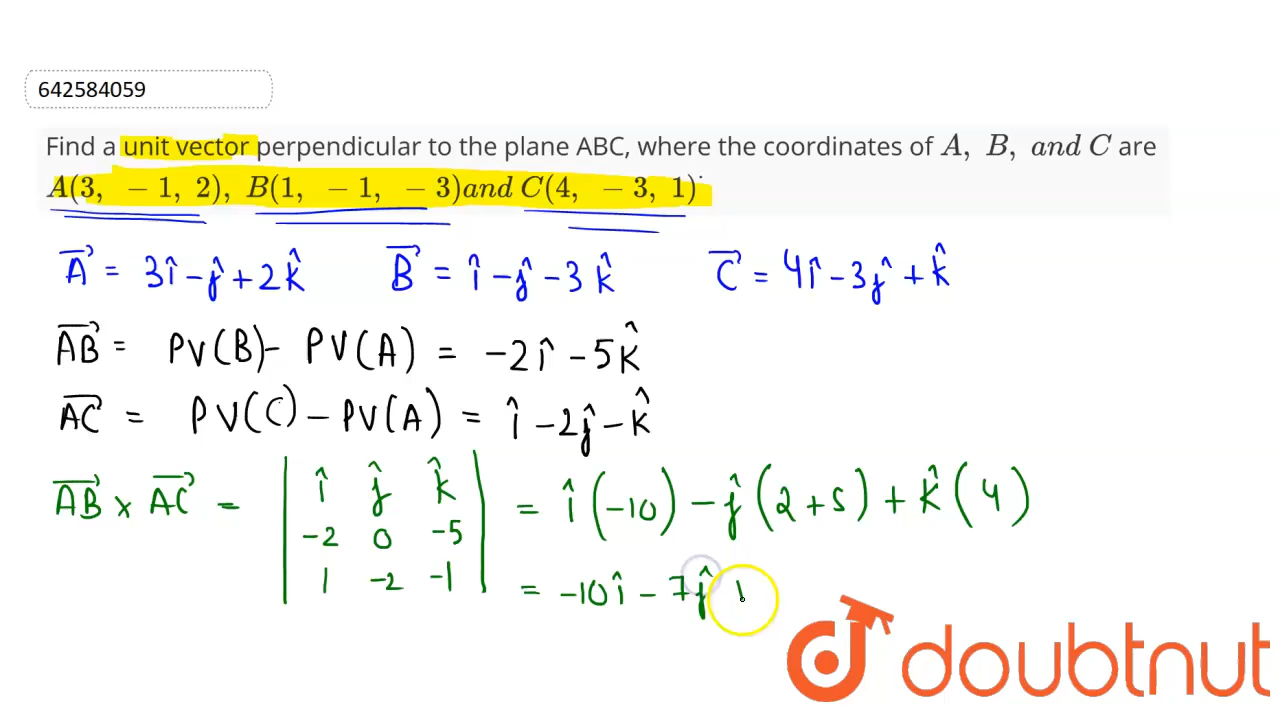 642584059
Find a unit vector perpendicular to the plane ABC, where the coordinates of A, B, and C are
A(3, −1, 2), B(1, −1, −3)and C(4, −3, 1)˙
A⃗ = 3î − ĵ + 2k̂ B⃗ = î − ĵ − 3k̂ C⃗ = 4î − 3ĵ + k̂
AB⃗ = PV(B) − PV(A) = −2î − 5k̂
AC⃗ = PV(C) − PV(A) = î − 2ĵ − k̂
AB⃗ × AC⃗ = | î ĵ k̂ | = î(−10) − ĵ(2+5) + k̂(4)
−2 0 −5
1 −2 −1 = −10î − 7ĵ
doubtnut